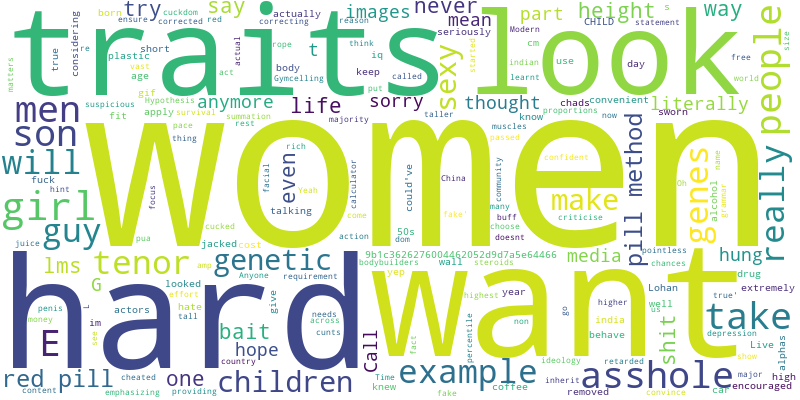 women
traits
look
hard
want
girl
son
men
will
guy
people
really
take
asshole
example
children
genetic
tenor
genes
make
sexy
height
pill method
red pill
life
sorry
images
never
try
say
mean
way
part
literally
thought
anymore
even
hope
bait
one
lms
G
E
Call
media
shit
hung
behave
t
talking
jacked
50s
dom
9b1c3626276004462052d9d7a5e64466
bodybuilders
wall
steroids
yep
buff
muscles
taller
chads
convenient
sworn
know
now
passed
confident
criticise
choose
doesnt
many
community
China
fake
come
action
calculator
could've
facial
rich
Yeah
rest
summation
survival
Hypothesis
pace
thing
fit
apply
vast
suspicious
gif
age
plastic
considering
true
short
re
born
cuckdom
corrected
red
ensure
correcting
reason
actually
actual
rope
act
think
iq
Gymcelling
put
keep
called
body
seriously
started
cm
indian
Modern
learnt
CHILD
statement
s
use
day
free
world
size
matters
proportions
alcohol
name
grammar
Oh
pointless
chances
drug
Lohan
well
extremely
true'
depression
Live
show
alphas
high
major
encouraged
car
convince
retarded
inherit
removed
india
ideology
higher
go
non
year
highest
percentile
fact
Time
knew
coffee
fake
cunts
across
needs
give
requirement
Anyone
country
hate
effort
amp
looked
actors
tall
im
see
L
penis
money
content
cheated
emphasizing
providing
juice
hint
fuck
focus
cucked
pua
cost
majority